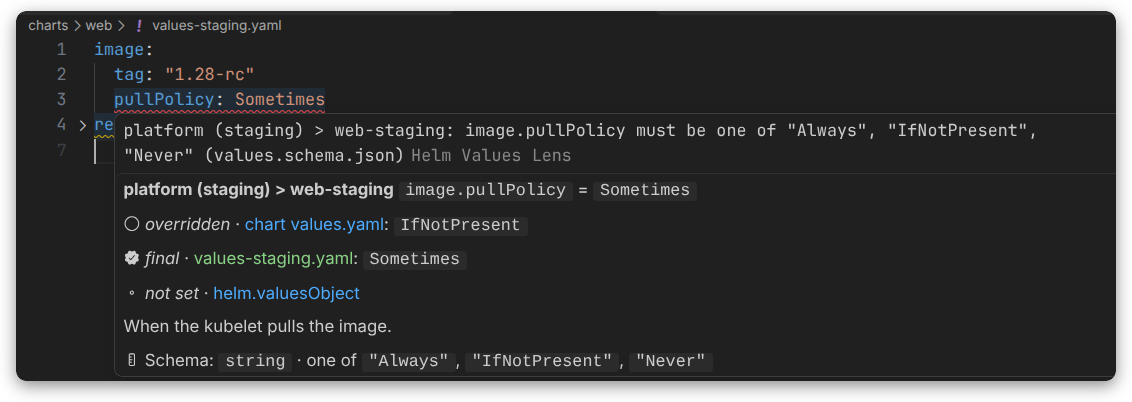 charts > web > ! values-staging.yaml
1 image:
2 tag: "1.28-rc"
3 pullPolicy: Sometimes
4 > re
7
platform (staging) > web-staging: image.pullPolicy must be one of "Always", "IfNotPresent",
"Never" (values.schema.json) Helm Values Lens
platform (staging) > web-staging image.pullPolicy = Sometimes
overridden · chart values.yaml: IfNotPresent
final · values-staging.yaml: Sometimes
not set · helm.valuesObject
When the kubelet pulls the image.
Schema: string · one of "Always", "IfNotPresent", "Never"